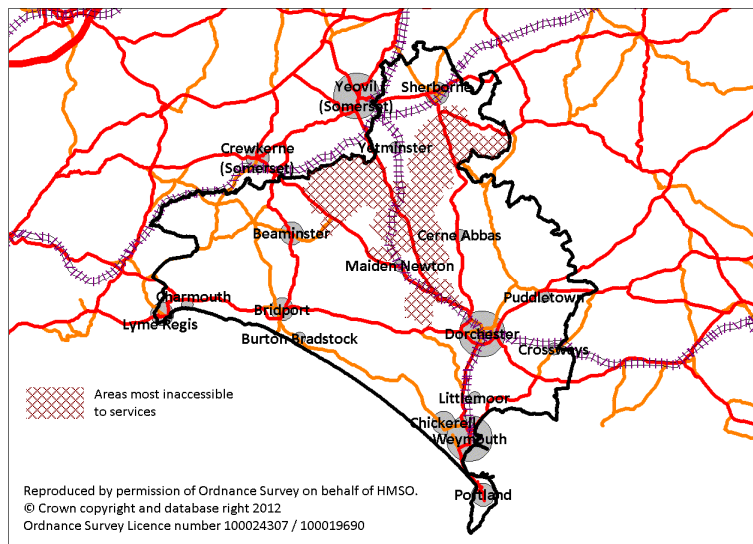 Yeovil
(Somerset)
Sherborne
Crewkerne
(Somerset)
Yetminster
Beaminster
Cerne Abbas
Maiden Newton
Charmouth
Bridport
Puddletown
Lyme Regis
Burton Bradstock
Dorchester
Crossways
Areas most inaccessible
to services
Littlemoor
Chickerell
Weymouth
Portland
Reproduced by permission of Ordnance Survey on behalf of HMSO.
© Crown copyright and database right 2012
Ordnance Survey Licence number 100024307 / 100019690